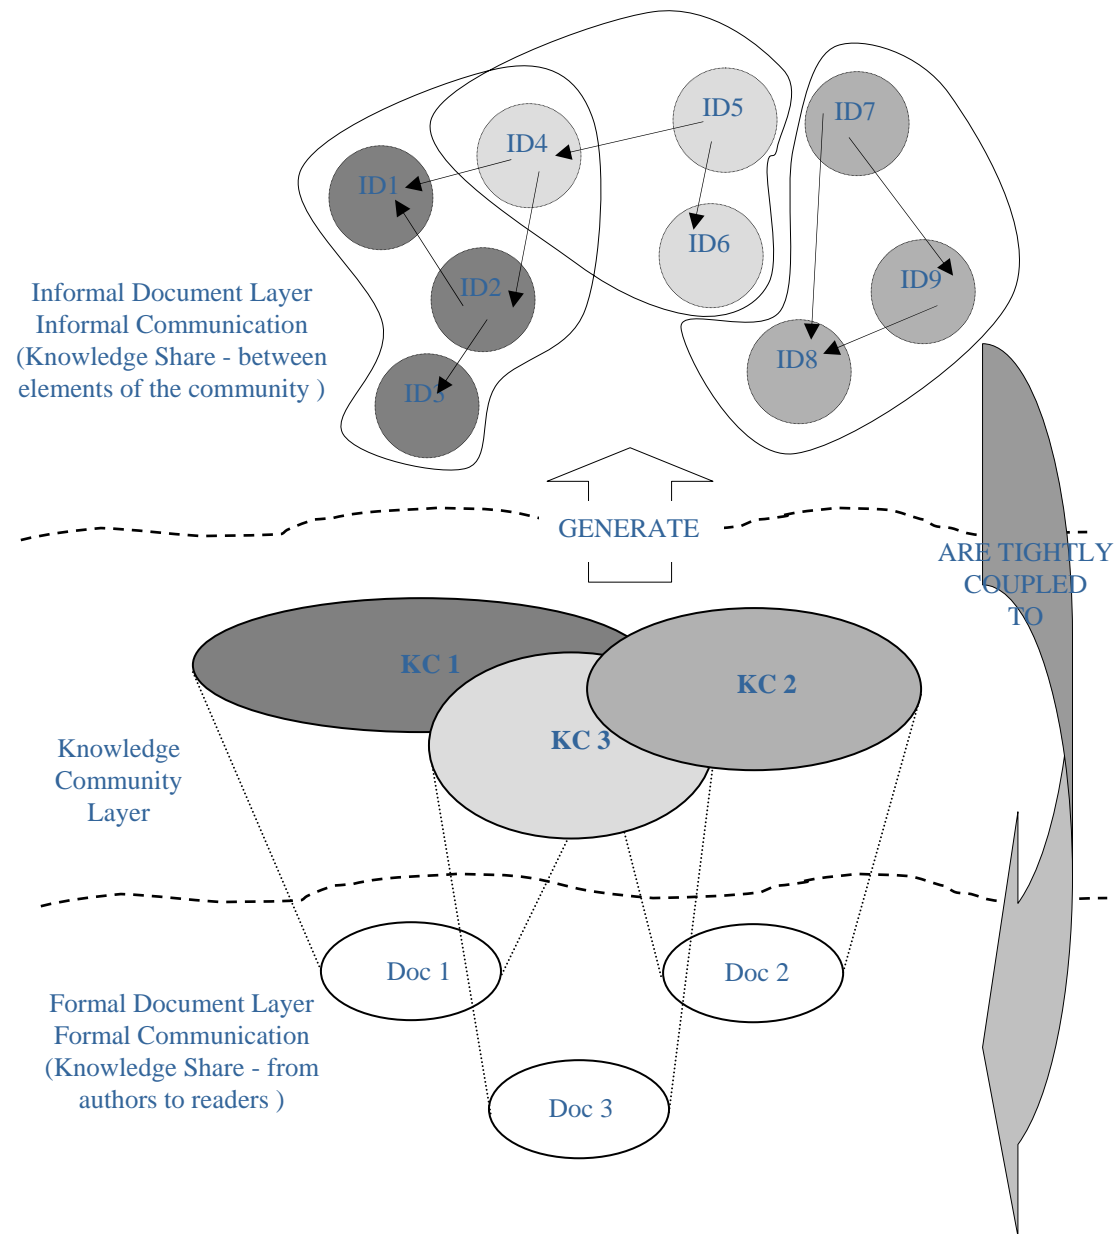 ID5
ID7
ID4
ID1
ID6
ID9
ID2
ID8
ID3
Informal Document Layer
Informal Communication
(Knowledge Share - between
elements of the community )
GENERATE
ARE TIGHTLY
COUPLED
TO
KC 1
KC 2
KC 3
Knowledge
Community
Layer
Doc 1
Doc 2
Formal Document Layer
Formal Communication
(Knowledge Share - from
authors to readers )
Doc 3